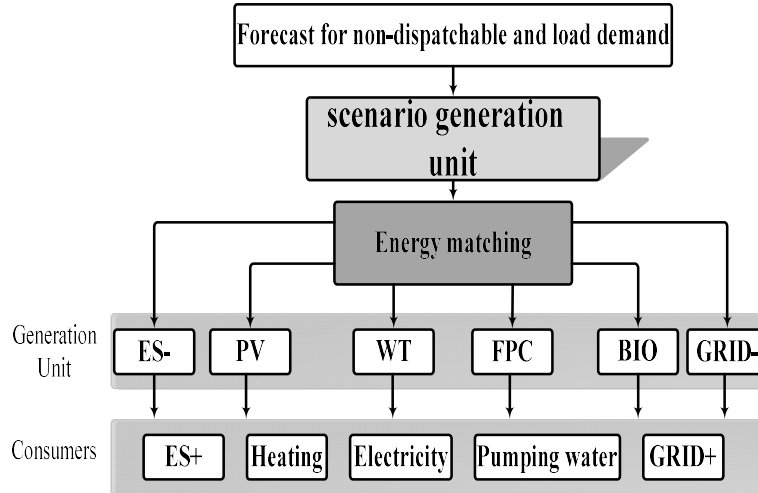 Forecast for non-dispatchable and load demand
scenario generation
unit
Energy matching
Generation
Unit
ES- PV WT FPC BIO GRID-
Consumers
ES+ Heating Electricity Pumping water GRID+